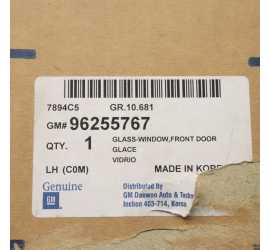 7894C5 GR.10.681
GM# 96255767
QTY. 1 GLASS-WINDOW,FRONT DOOR
GLACE
VIDRIO
LH (COM) MADE IN KORE
Genuine
GM
Distributed by
GM Daewoo Auto & Techno
Incheon 403-714, Korea